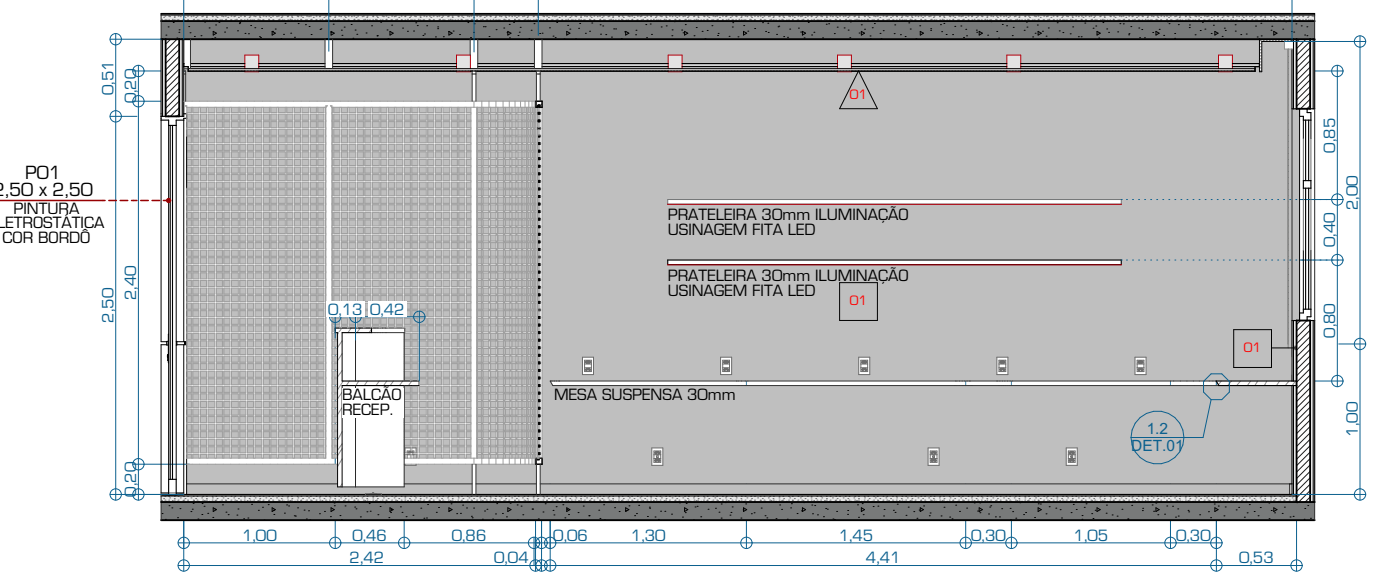 0,51
0,20
01
0,85
PO1
2,50 x 2,50
PINTURA
LETROSTÁTICA
COR BORDÔ
2,00
PRATELEIRA 30mm ILUMINAÇÃO
USINAGEM FITA LED
0,40
PRATELEIRA 30mm ILUMINAÇÃO
USINAGEM FITA LED
2,40
2,50
01
0,13
0,42
0,80
01
BALCÃO
RECEP.
MESA SUSPENSA 30mm
1.2
DET.01
1,00
0,20
1,00
0,46
0,86
0,06
1,30
1,45
0,30
1,05
0,30
2,42
0,04
4,41
0,53